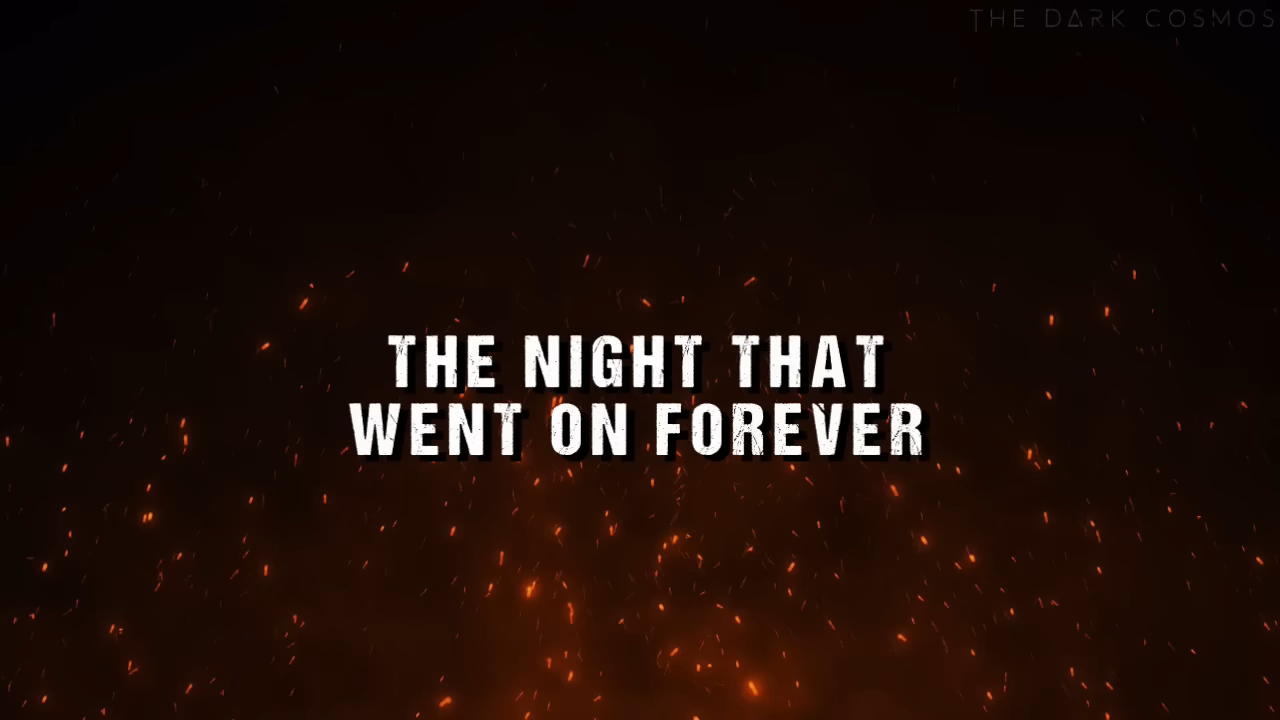 THE DARK COSMOS
THE NIGHT THAT
WENT ON FOREVER